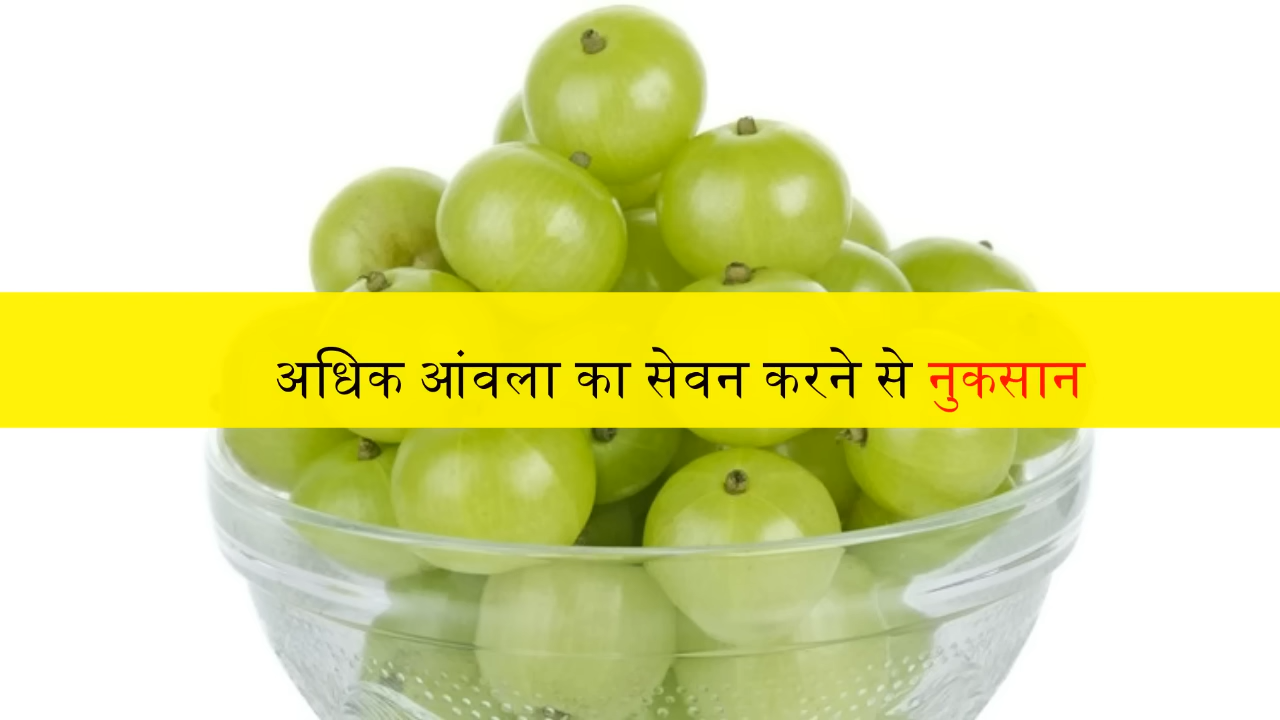 अधिक आंवला का सेवन करने से नुकसान